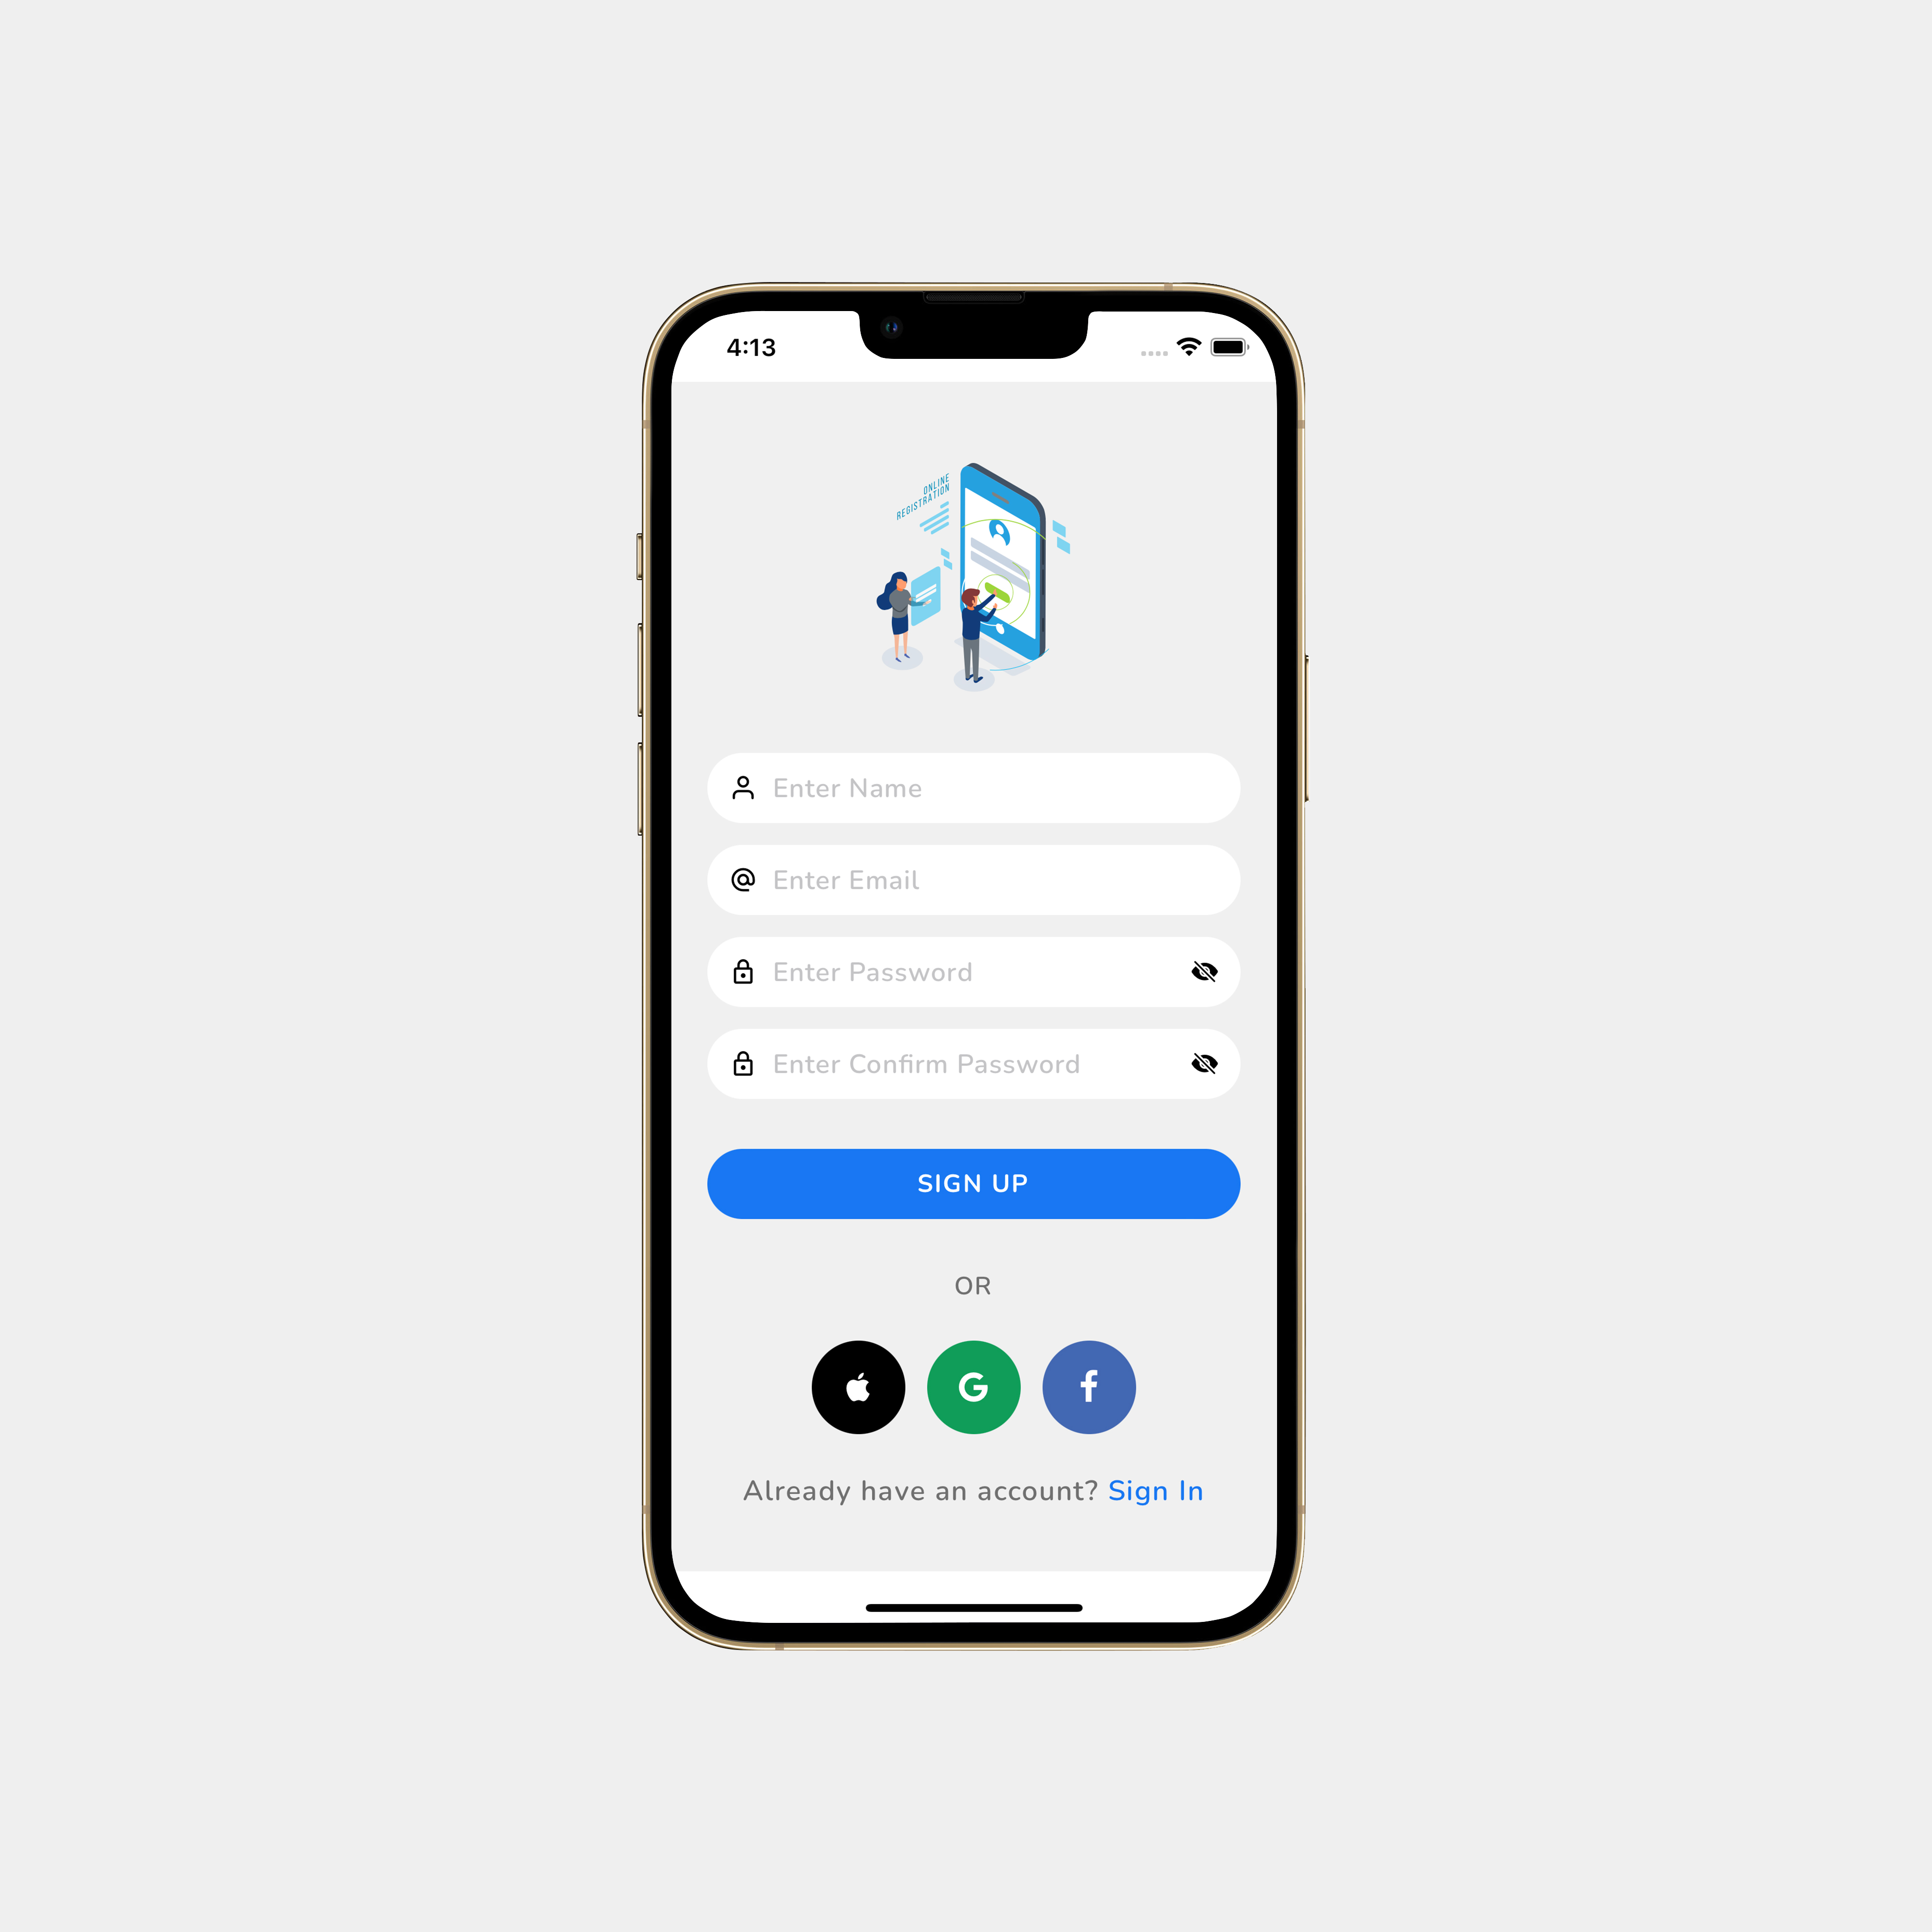 4:13
ONLINE
REGISTRATION
Enter Name
Enter Email
Enter Password
Enter Confirm Password
SIGN UP
OR
G f
Already have an account? Sign In